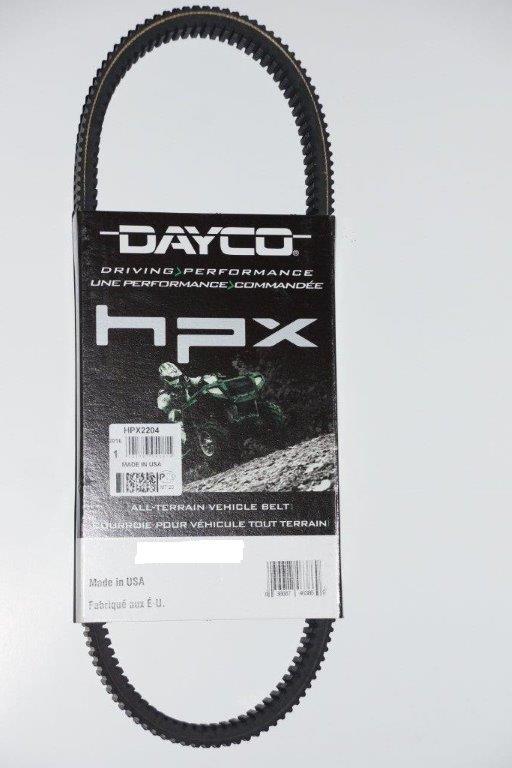 DAYCO®
DRIVING>PERFORMANCE
UNE PERFORMANCE>COMMANDÉE
HPX
HPX2204
1
MADE IN USA
ALL-TERRAIN VEHICLE BELT
COURROIE POUR VÉHICULE TOUT TERRAIN
Made in USA
Fabriqué aux É-U.